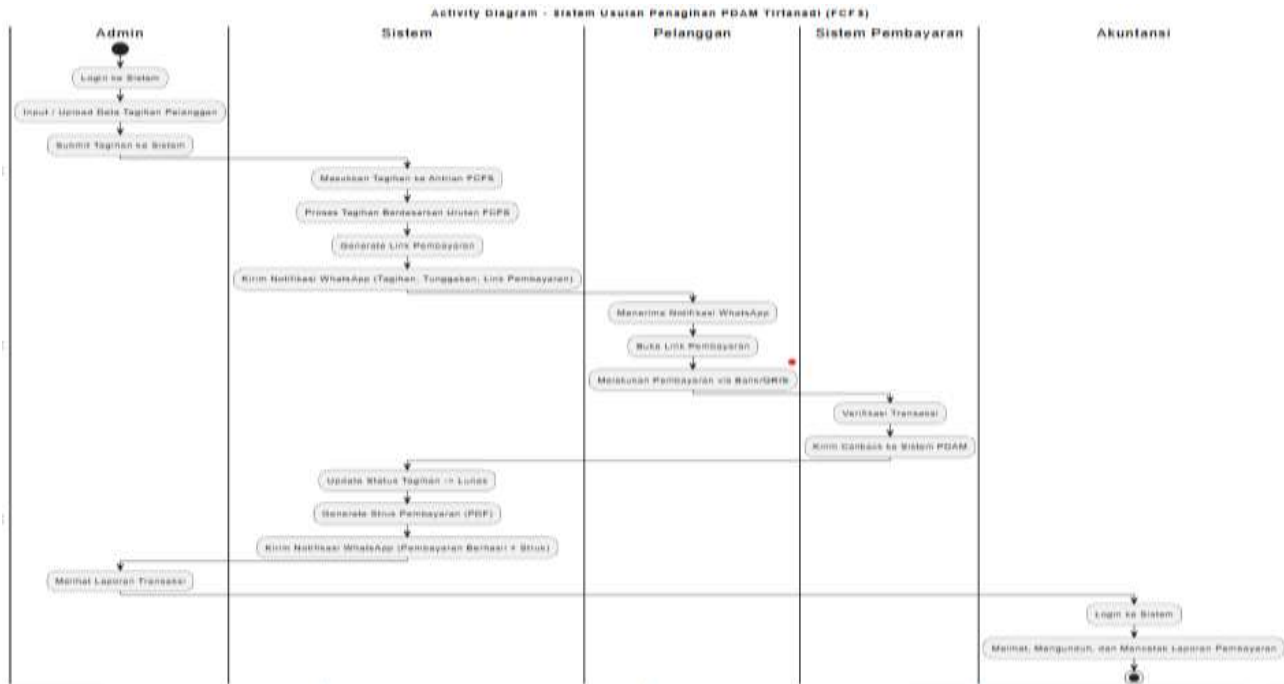 Activity Diagram - Sistem Usulan Penagihan PDAM Tirtanadi (FCFS)
Admin
Sistem
Pelanggan
Sistem Pembayaran
Akuntansi
Login ke Sistem
Input / Upload Data Tagihan Pelanggan
Submit Tagihan ke Sistem
Masukkan Tagihan ke Antrian FCFS
Proses Tagihan Berdasarkan Urutan FCFS
Generate Link Pembayaran
Kirim Notifikasi WhatsApp (Tagihan, Tunggakan, Link Pembayaran)
Menerima Notifikasi WhatsApp
Buka Link Pembayaran
Melakukan Pembayaran via Bank/QRIS
Verifikasi Transaksi
Kirim Callback ke Sistem PDAM
Update Status Tagihan -> Lunas
Generate Struk Pembayaran (PDF)
Kirim Notifikasi WhatsApp (Pembayaran Berhasil + Struk)
Melihat Laporan Transaksi
Login ke Sistem
Melihat, Mengunduh, dan Mencetak Laporan Pembayaran